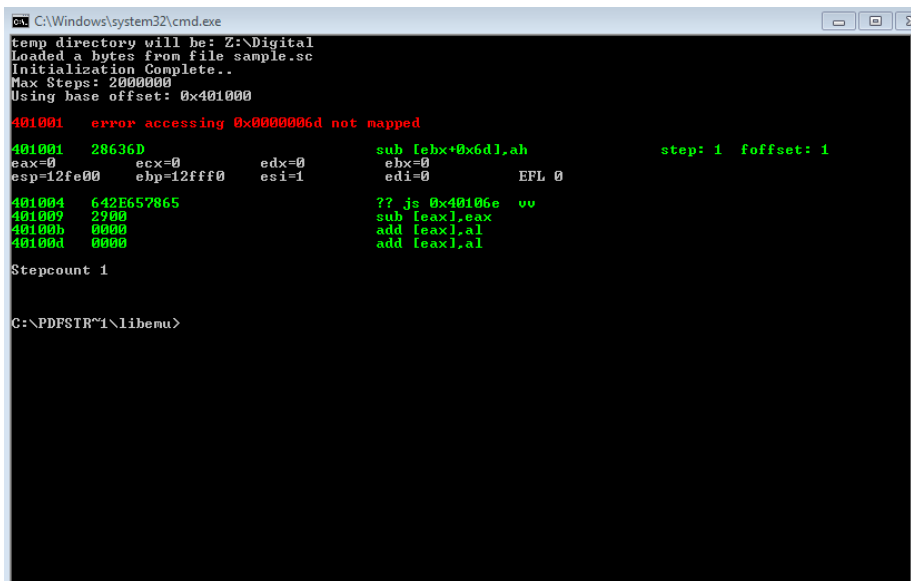 C:\Windows\system32\cmd.exe
temp directory will be: Z:\Digital
Loaded a bytes from file sample.sc
Initialization Complete..
Max Steps: 2000000
Using base offset: 0x401000
401001 error accessing 0x0000006d not mapped
401001 28636D sub [ebx+0x6d],ah step: 1 foffset: 1
eax=0 ecx=0 edx=0 ebx=0
esp=12fe00 ebp=12fff0 esi=1 edi=0 EFL 0
401004 642E657865 ?? js 0x40106e vv
401009 2900 sub [eax],eax
40100b 0000 add [eax],al
40100d 0000 add [eax],al
Stepcount 1
C:\PDFSTR~1\libemu>